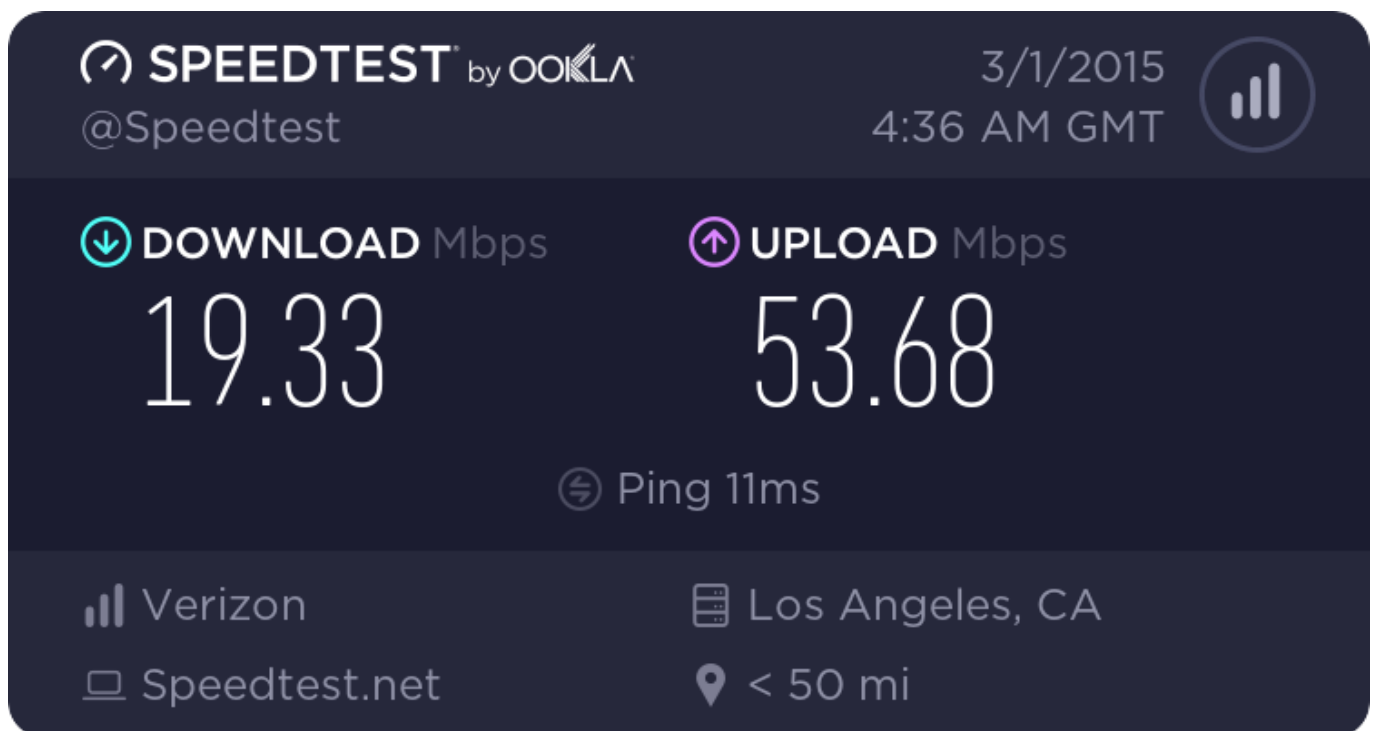 SPEEDTEST® by OOKLA®
@Speedtest
3/1/2015
4:36 AM GMT
DOWNLOAD Mbps
19.33
UPLOAD Mbps
53.68
Ping 11ms
Verizon
Los Angeles, CA
Speedtest.net
< 50 mi